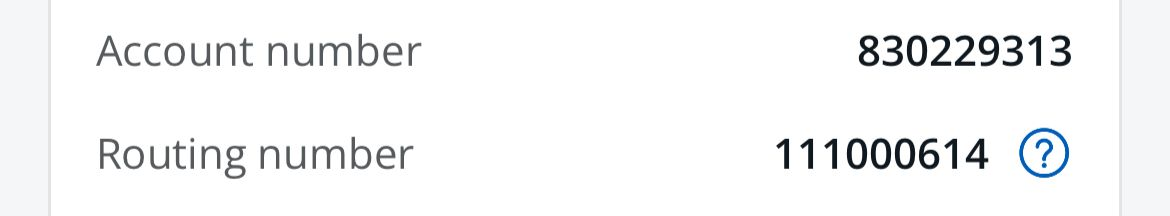 Account number 830229313
Routing number 111000614 ?